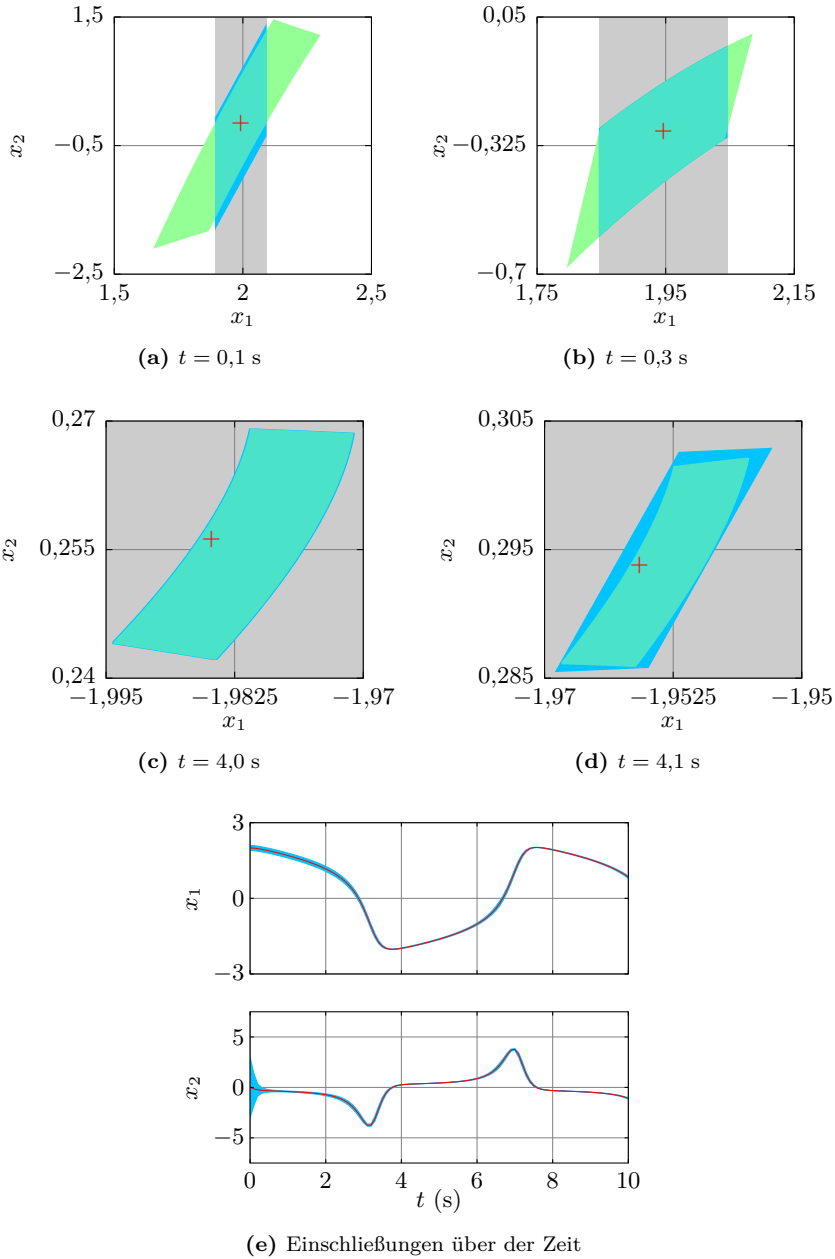 1,5
−0,5
−2,5
x2
1,5 2 2,5
x1
(a) t = 0,1 s
0,05
−0,325
−0,7
x2
1,75 1,95 2,15
x1
(b) t = 0,3 s
0,27
0,255
0,24
x2
−1,995 −1,9825 −1,97
x1
(c) t = 4,0 s
0,305
0,295
0,285
x2
−1,97 −1,9525 −1,95
x1
(d) t = 4,1 s
3
0
−3
x1
5
0
−5
x2
0 2 4 6 8 10
t (s)
(e) Einschließungen über der Zeit